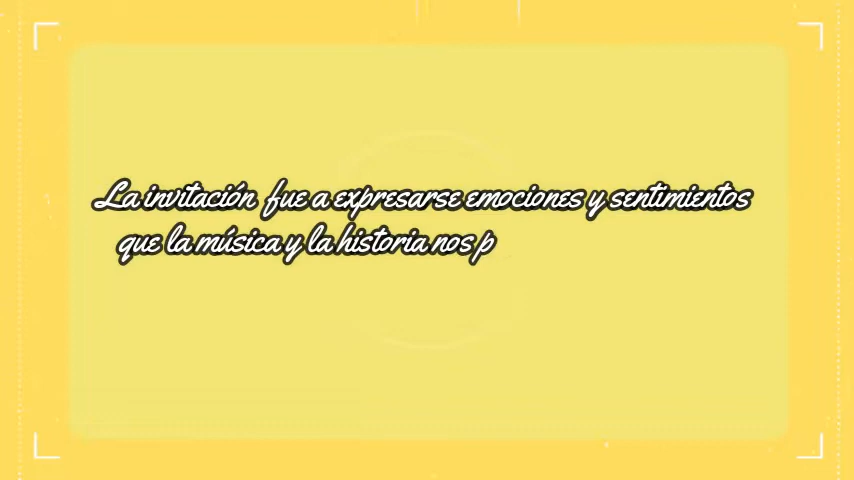 La invitación fue a expresarse emociones y sentimientos
que la música y la historia nos p